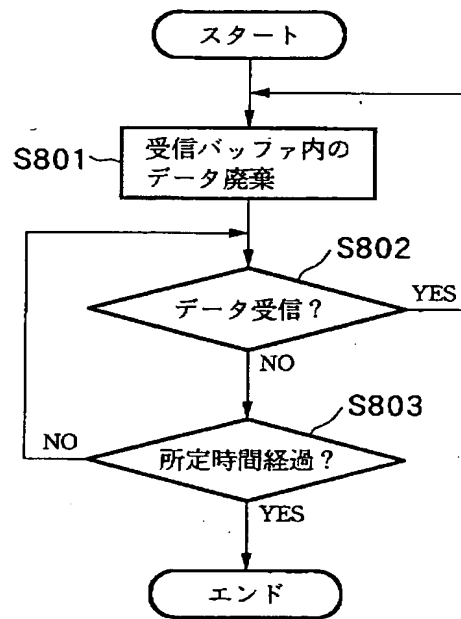 スタート
S801
受信バッファ内の
データ廃棄
S802
データ受信？
YES
NO
S803
NO
所定時間経過？
YES
エンド